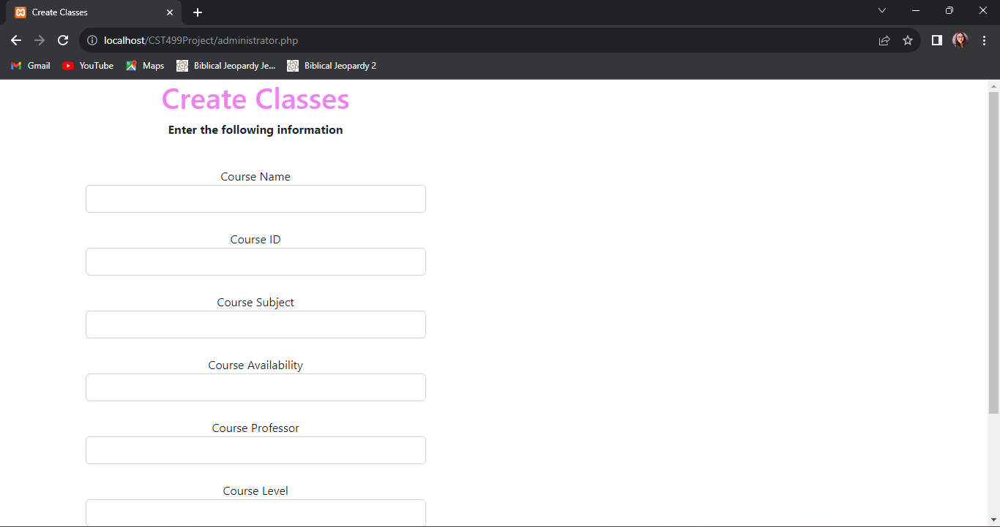 Create Classes
localhost/CST499Project/administrator.php
Gmail YouTube Maps Biblical Jeopardy Je... Biblical Jeopardy 2
Create Classes
Enter the following information
Course Name
Course ID
Course Subject
Course Availability
Course Professor
Course Level